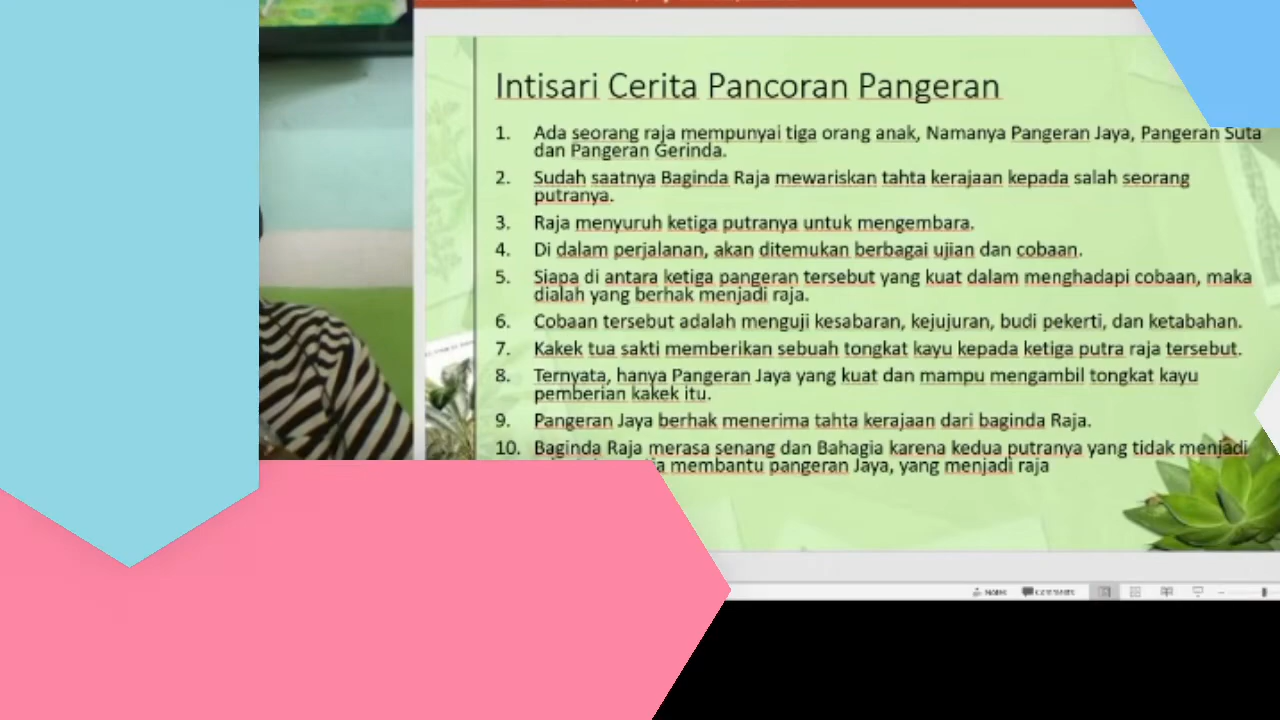 Intisari Cerita Pancoran Pangeran
1. Ada seorang raja mempunyai tiga orang anak, Namanya Pangeran Jaya, Pangeran Suta
dan Pangeran Gerinda.
2. Sudah saatnya Baginda Raja mewariskan tahta kerajaan kepada salah seorang
putranya.
3. Raja menyuruh ketiga putranya untuk mengembara.
4. Di dalam perjalanan, akan ditemukan berbagai ujian dan cobaan.
5. Siapa di antara ketiga pangeran tersebut yang kuat dalam menghadapi cobaan, maka
dialah yang berhak menjadi raja.
6. Cobaan tersebut adalah menguji kesabaran, kejujuran, budi pekerti, dan ketabahan.
7. Kakek tua sakti memberikan sebuah tongkat kayu kepada ketiga putra raja tersebut.
8. Ternyata, hanya Pangeran Jaya yang kuat dan mampu mengambil tongkat kayu
pemberian kakek itu.
9. Pangeran Jaya berhak menerima tahta kerajaan dari baginda Raja.
10. Baginda Raja merasa senang dan Bahagia karena kedua putranya yang tidak menjadi
membantu pangeran Jaya, yang menjadi raja